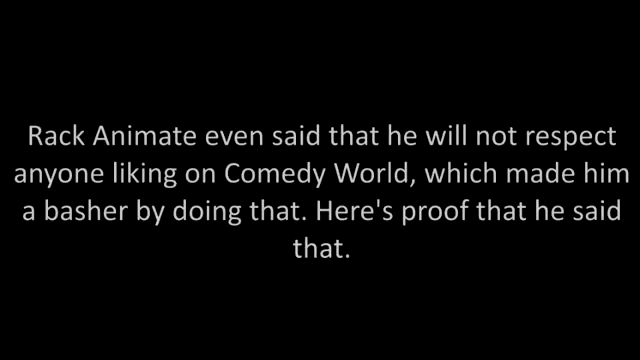 Rack Animate even said that he will not respect
anyone liking on Comedy World, which made him
a basher by doing that. Here's proof that he said
that.